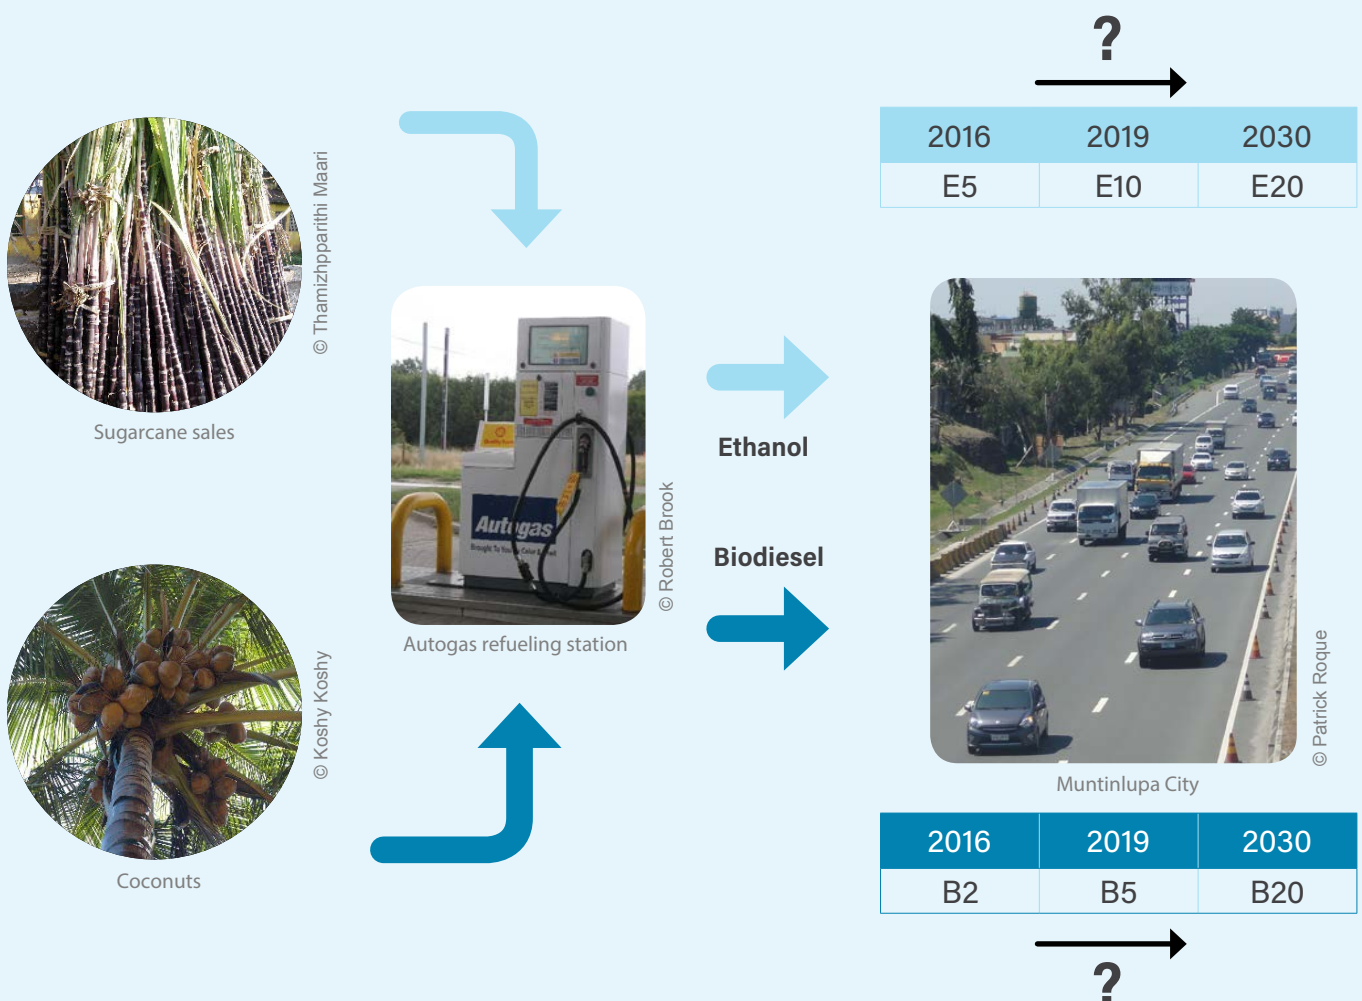 ?
2016 2019 2030
E5 E10 E20
© Thamizhpparithi Maari
Sugarcane sales
Autogas
© Robert Brook
Autogas refueling station
Ethanol
Biodiesel
© Koshy Koshy
Coconuts
© Patrick Roque
Muntinlupa City
2016 2019 2030
B2 B5 B20
?